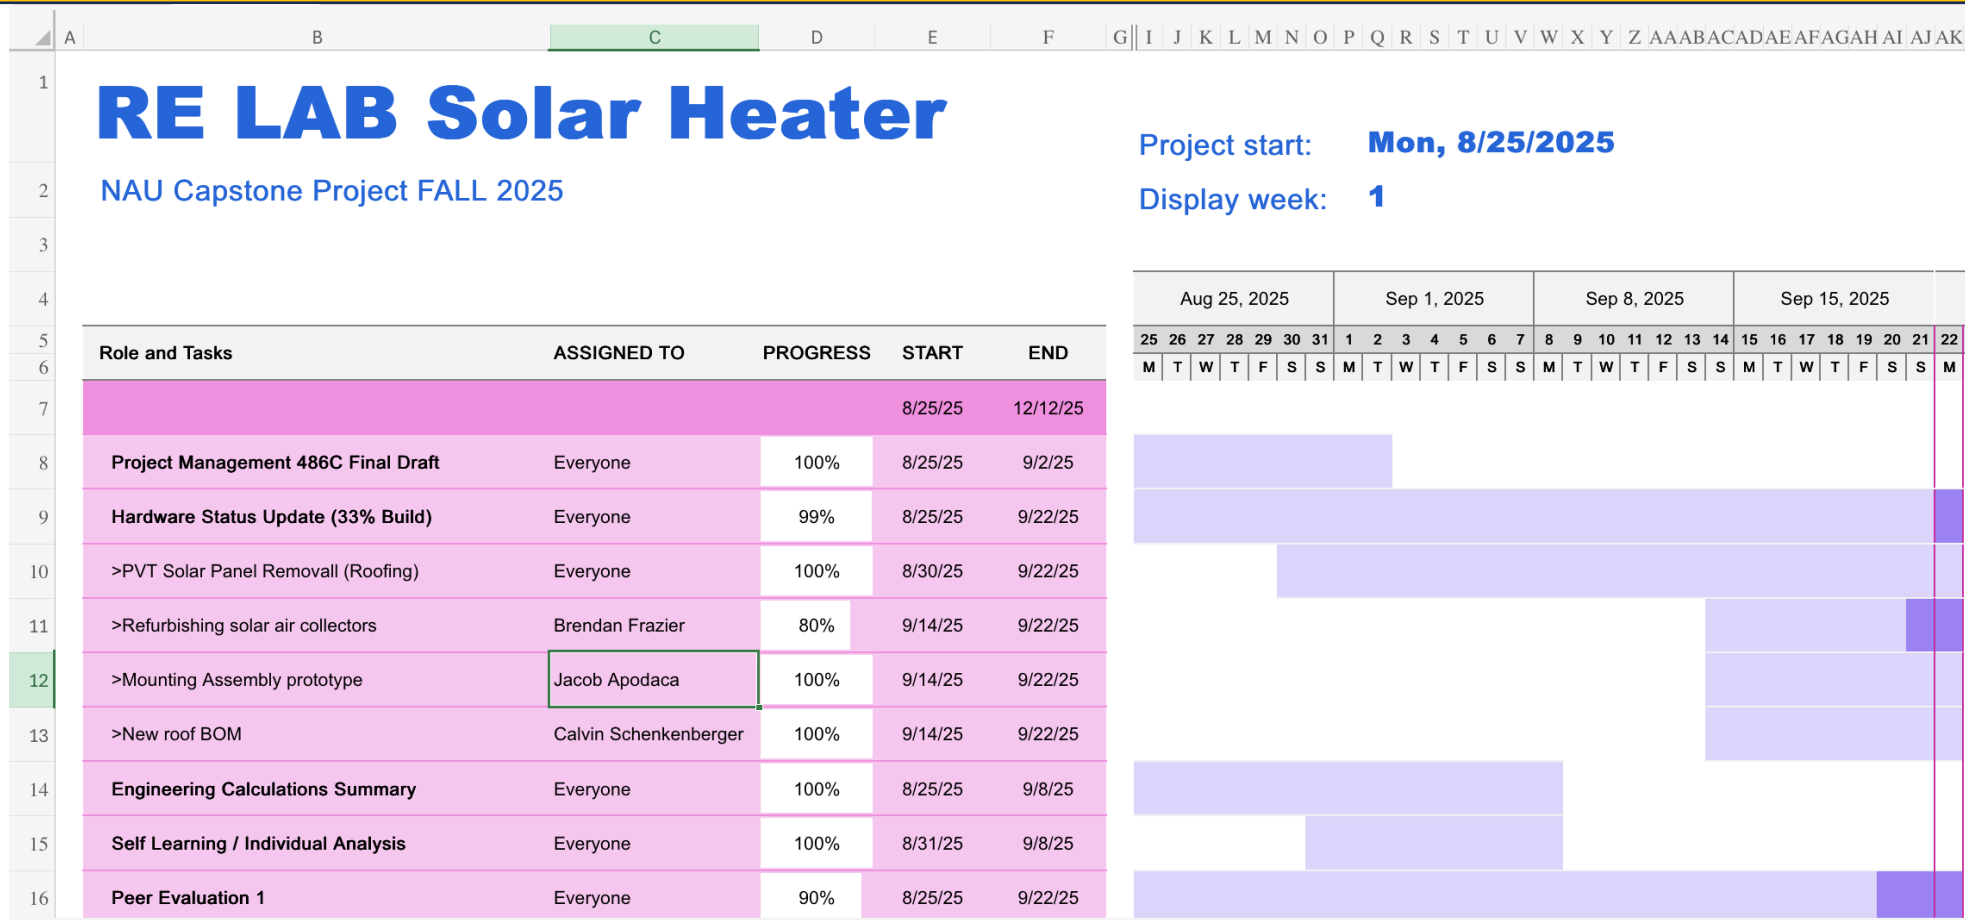 A B C D E F G I J K L M N O P Q R S T U V W X Y Z AA AB AC AD AE AF AG AH AI AJ AK
1 RE LAB Solar Heater
Project start: Mon, 8/25/2025
2 NAU Capstone Project FALL 2025
Display week: 1
3
4 Aug 25, 2025 Sep 1, 2025 Sep 8, 2025 Sep 15, 2025
5 25 26 27 28 29 30 31 1 2 3 4 5 6 7 8 9 10 11 12 13 14 15 16 17 18 19 20 21 22
Role and Tasks ASSIGNED TO PROGRESS START END
6 M T W T F S S M T W T F S S M T W T F S S M T W T F S S M
7 8/25/25 12/12/25
8 Project Management 486C Final Draft Everyone 100% 8/25/25 9/2/25
9 Hardware Status Update (33% Build) Everyone 99% 8/25/25 9/22/25
10 >PVT Solar Panel Removall (Roofing) Everyone 100% 8/30/25 9/22/25
11 >Refurbishing solar air collectors Brendan Frazier 80% 9/14/25 9/22/25
12 >Mounting Assembly prototype Jacob Apodaca 100% 9/14/25 9/22/25
13 >New roof BOM Calvin Schenkenberger 100% 9/14/25 9/22/25
14 Engineering Calculations Summary Everyone 100% 8/25/25 9/8/25
15 Self Learning / Individual Analysis Everyone 100% 8/31/25 9/8/25
16 Peer Evaluation 1 Everyone 90% 8/25/25 9/22/25